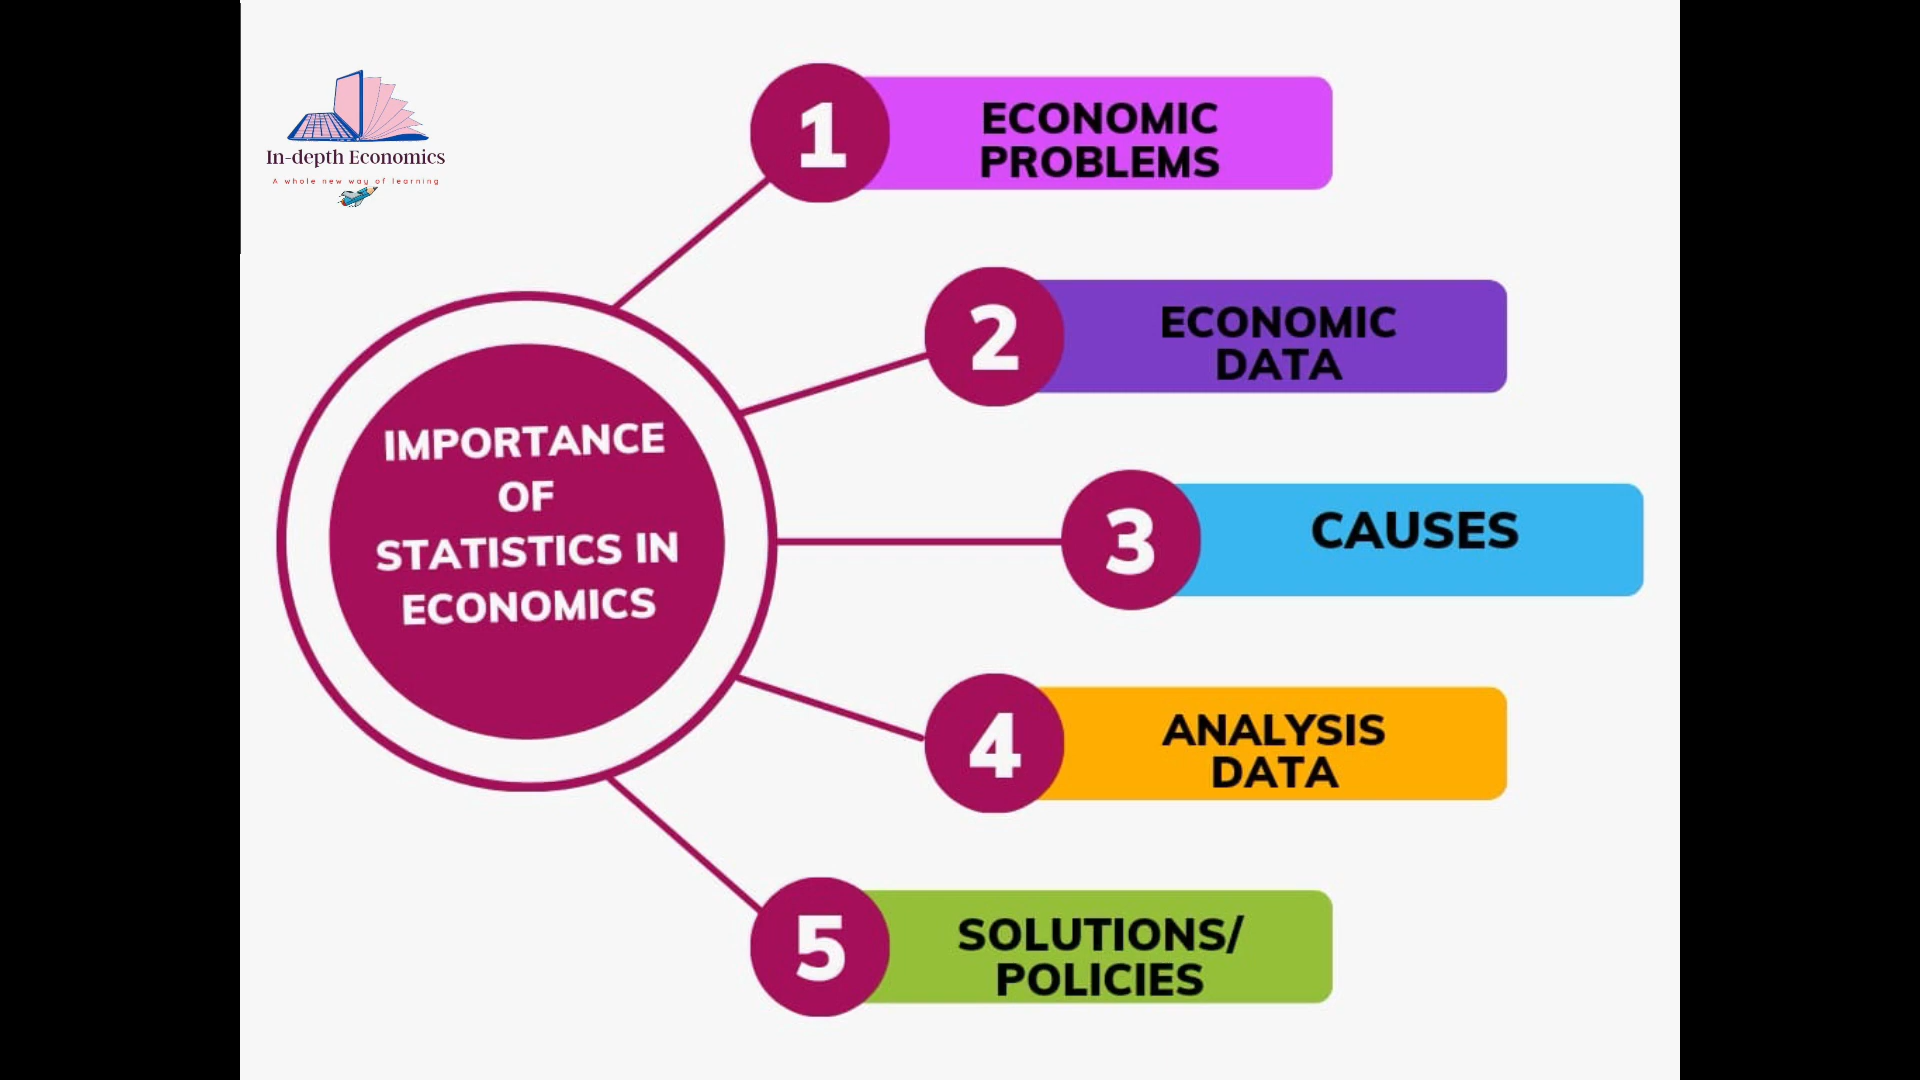 In-depth Economics
A whole new way of learning
IMPORTANCE
OF
STATISTICS IN
ECONOMICS
1
ECONOMIC
PROBLEMS
2
ECONOMIC
DATA
3
CAUSES
4
ANALYSIS
DATA
5
SOLUTIONS/
POLICIES